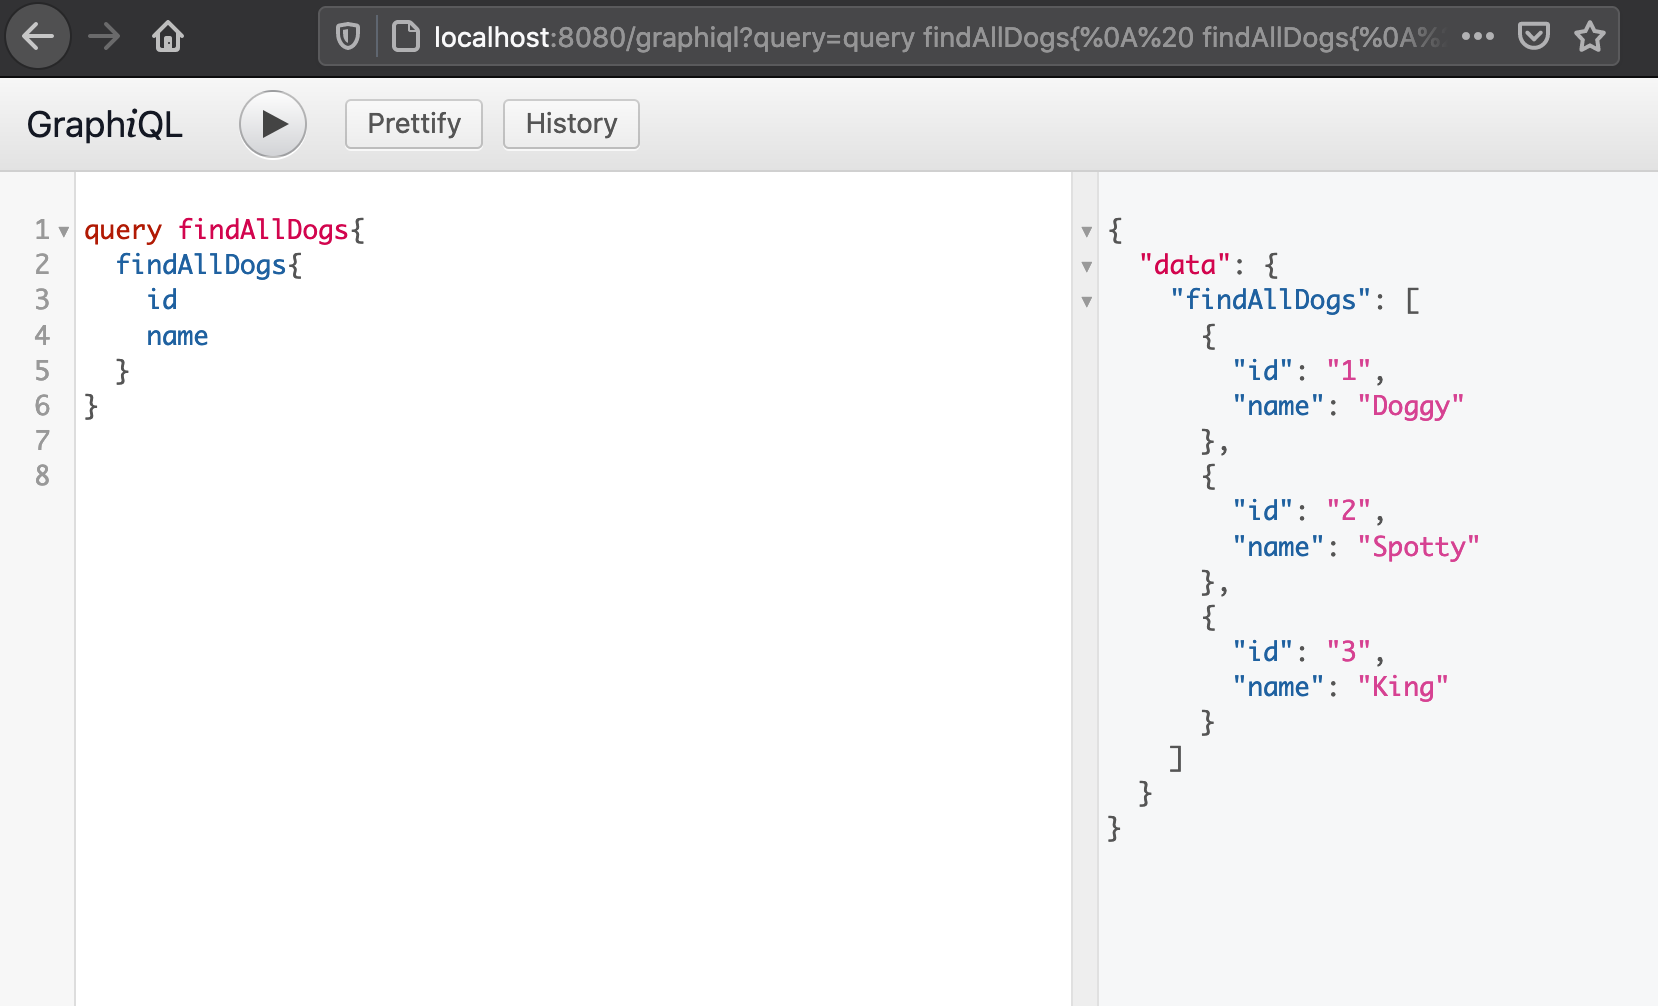 localhost:8080/graphiql?query=query findAllDogs{%0A%20 findAllDogs{%0A%
GraphiQL
Prettify
History
1 query findAllDogs{
2   findAllDogs{
3     id
4     name
5   }
6 }
7
8
{
  "data": {
    "findAllDogs": [
      {
        "id": "1",
        "name": "Doggy"
      },
      {
        "id": "2",
        "name": "Spotty"
      },
      {
        "id": "3",
        "name": "King"
      }
    ]
  }
}